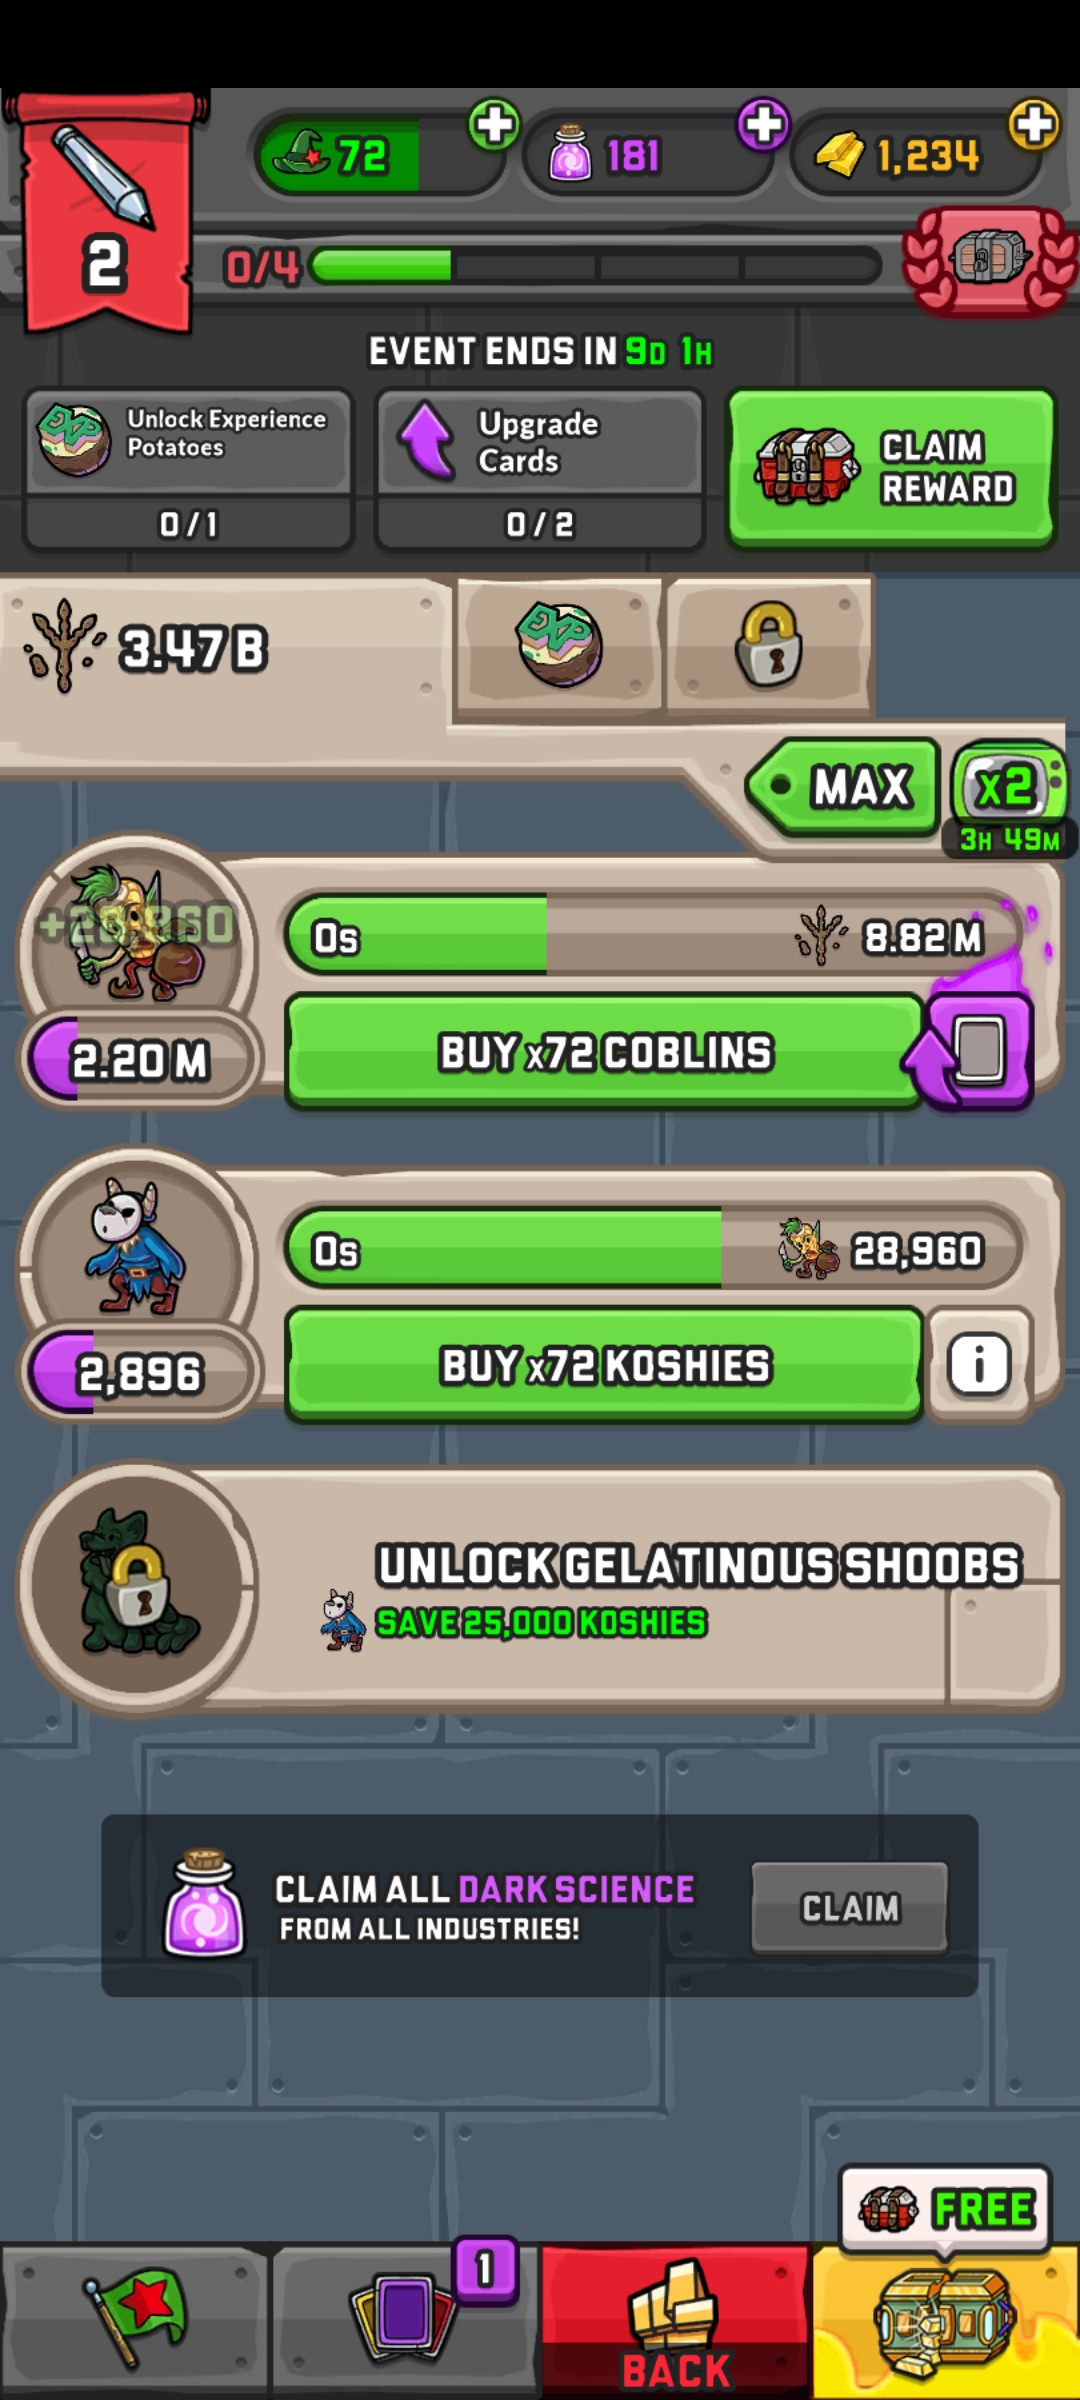 72
181
1,234
2
0/4
EVENT ENDS IN 9D 1H
Unlock Experience
Potatoes
0/1
Upgrade
Cards
0/2
CLAIM
REWARD
3.47 B
EXP
MAX
x2
3H 49M
0s
8.82 M
2.20 M
BUY x72 COBLINS
0s
28,960
2,896
BUY x72 KOSHIES
i
UNLOCK GELATINOUS SHOOBS
SAVE 25,000 KOSHIES
CLAIM ALL DARK SCIENCE
FROM ALL INDUSTRIES!
CLAIM
FREE
1
BACK